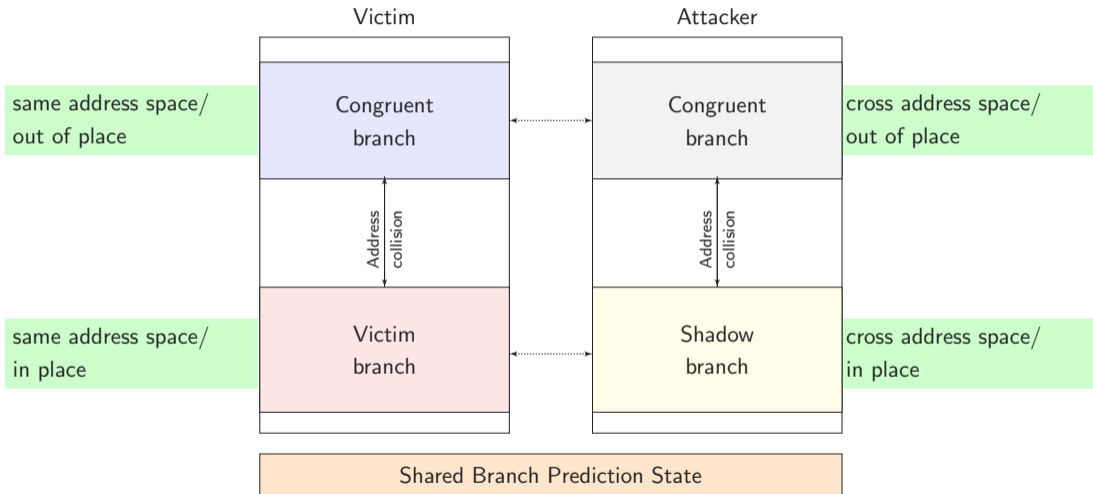 Victim
Attacker
same address space/
out of place
Congruent
branch
Congruent
branch
cross address space/
out of place
Address
collision
Address
collision
same address space/
in place
Victim
branch
Shadow
branch
cross address space/
in place
Shared Branch Prediction State